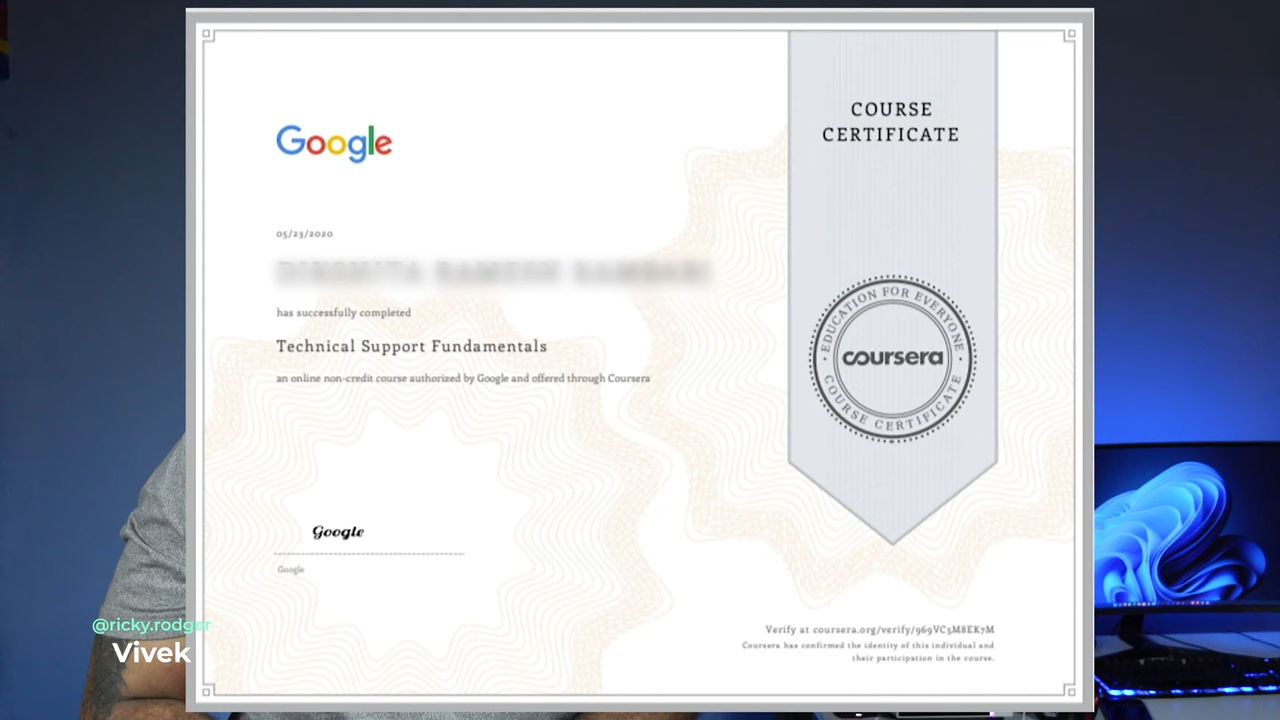 Google
COURSE
CERTIFICATE
05/23/2020
has successfully completed
Technical Support Fundamentals
an online non-credit course authorized by Google and offered through Coursera
EDUCATION FOR EVERYONE
coursera
COURSE CERTIFICATE
Google
Google
@ricky.rodger
Vivek
Verify at coursera.org/verify/969VC5M8EK7M
Coursera has confirmed the identity of this individual and
their participation in the course.